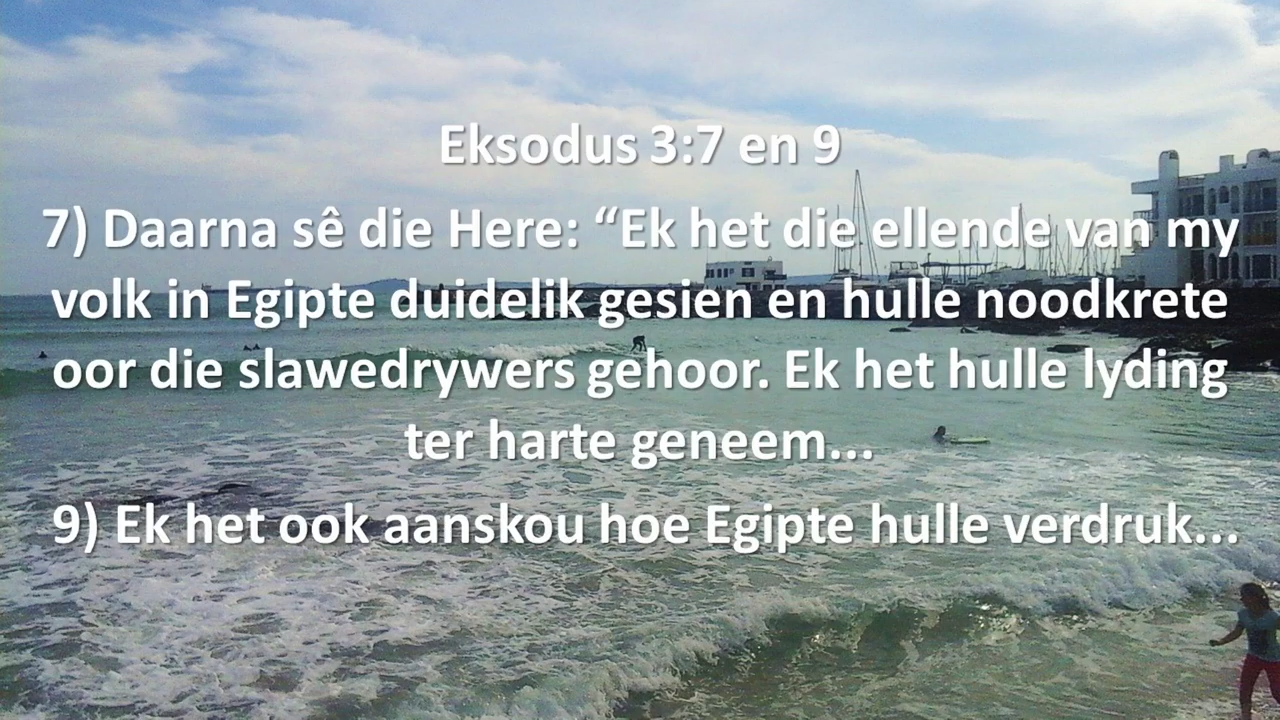 Eksodus 3:7 en 9
7) Daarna sê die Here: “Ek het die ellende van my
volk in Egipte duidelik gesien en hulle noodkrete
oor die slawedrywers gehoor. Ek het hulle lyding
ter harte geneem...
9) Ek het ook aanskou hoe Egipte hulle verdruk...